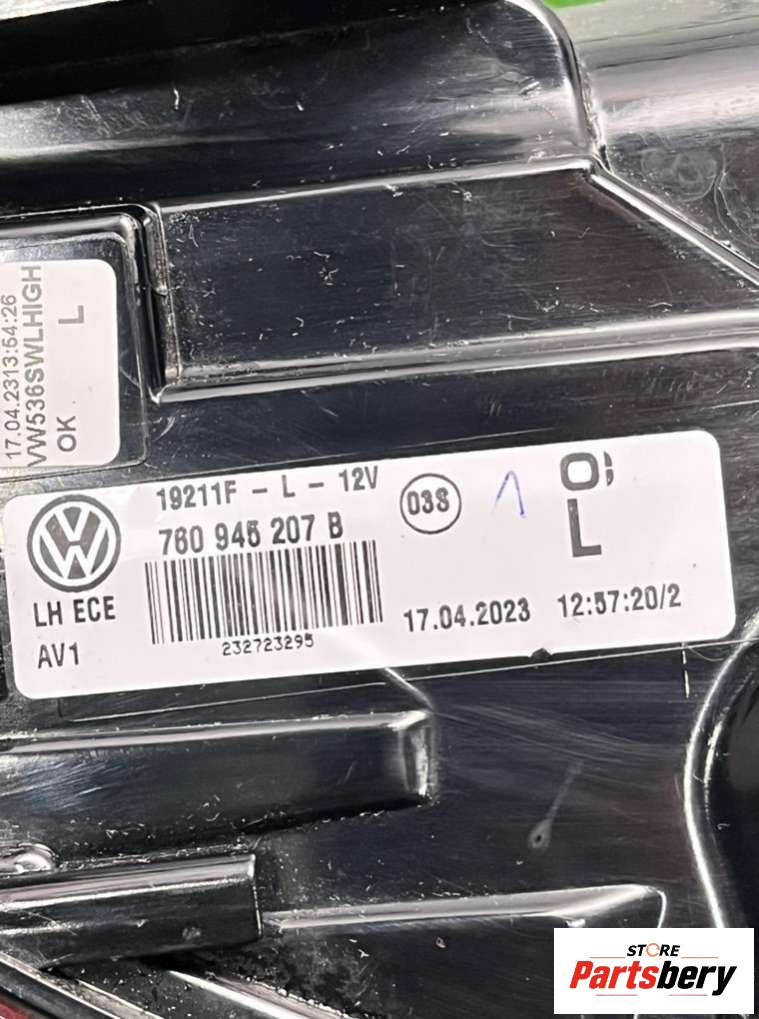 17.04.2313:54:26
VW536SWLHIGH
OK L
19211F - L - 12V
760 945 207 B
03S
1
L
LH ECE
AV1
232723295
17.04.2023 12:57:20/2
STORE
Partsbery